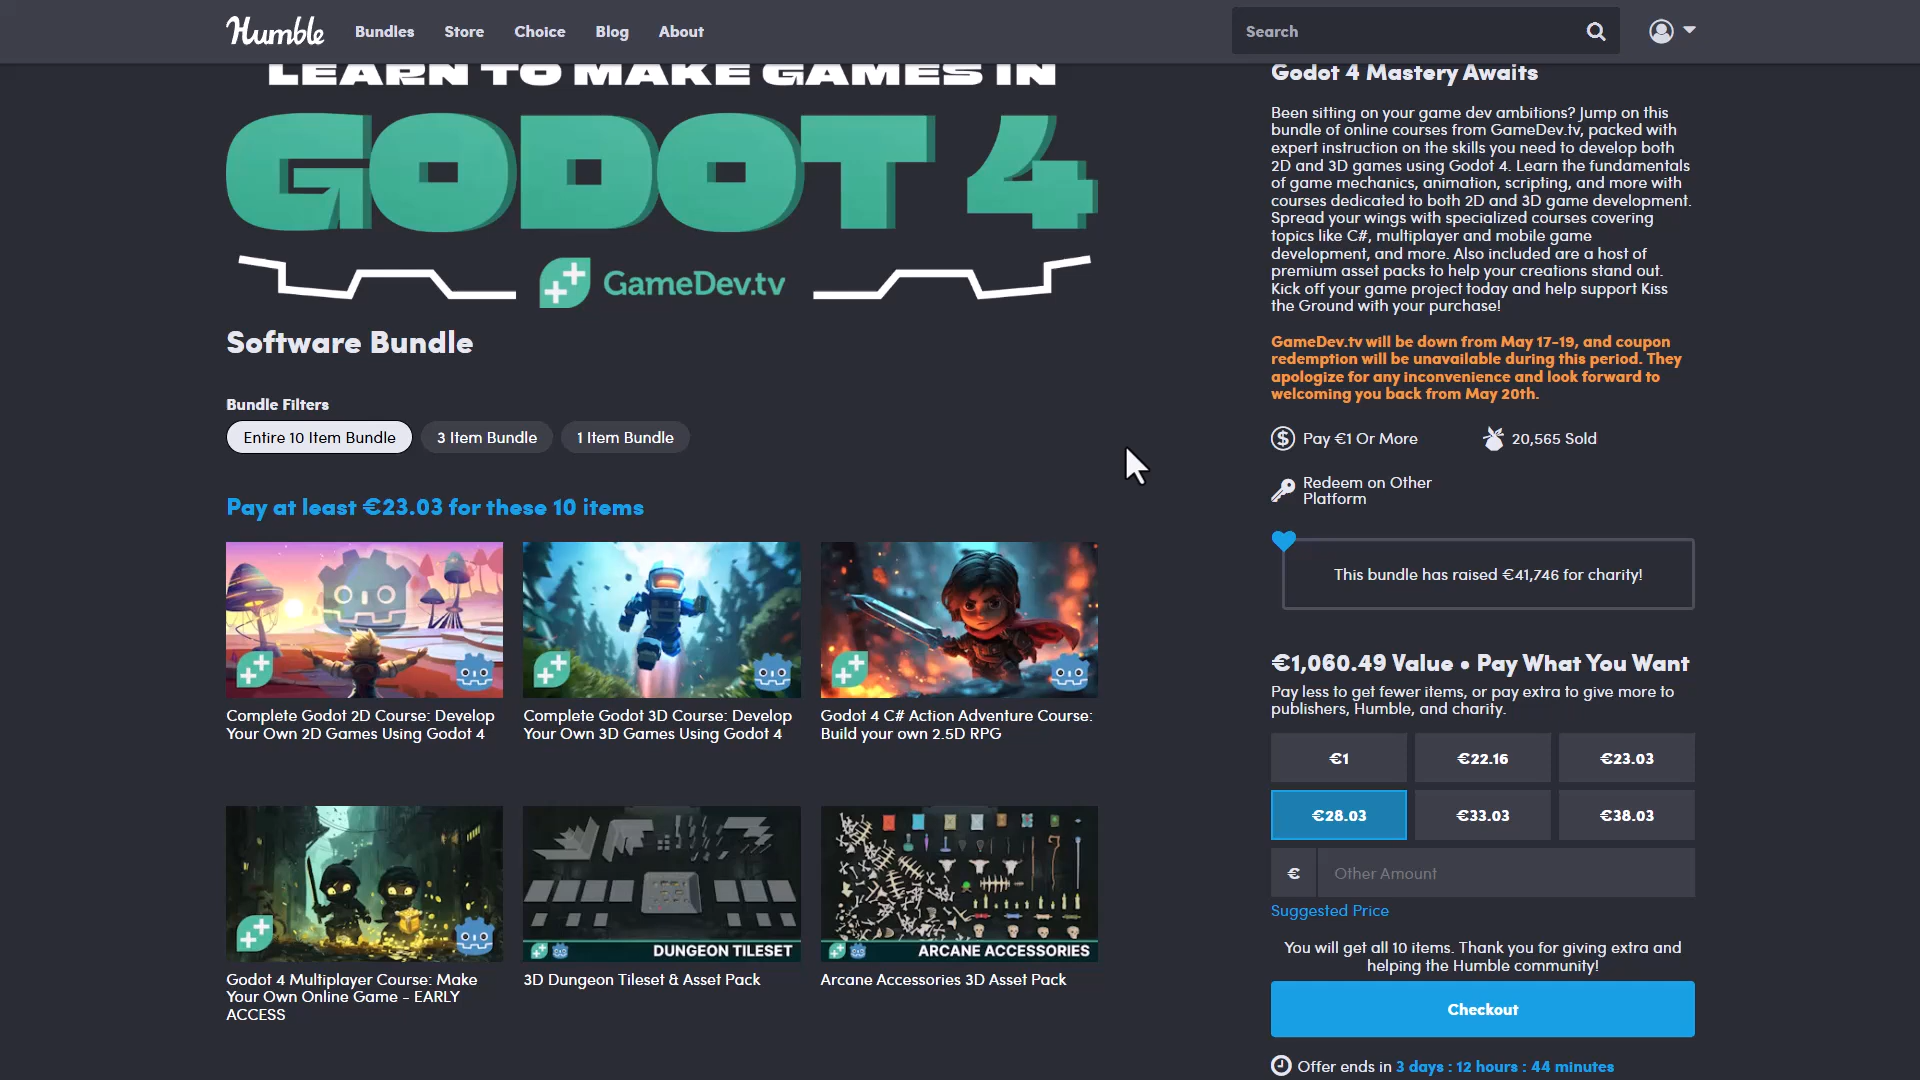 Humble
Bundles
Store
Choice
Blog
About
Search
LEARN TO MAKE GAMES IN
GODOT 4
GameDev.tv
Software Bundle
Bundle Filters
Entire 10 Item Bundle
3 Item Bundle
1 Item Bundle
Pay at least €23.03 for these 10 items
Complete Godot 2D Course: Develop
Your Own 2D Games Using Godot 4
Complete Godot 3D Course: Develop
Your Own 3D Games Using Godot 4
Godot 4 C# Action Adventure Course:
Build your own 2.5D RPG
Godot 4 Multiplayer Course: Make
Your Own Online Game - EARLY
ACCESS
DUNGEON TILESET
3D Dungeon Tileset & Asset Pack
ARCANE ACCESSORIES
Arcane Accessories 3D Asset Pack
Godot 4 Mastery Awaits
Been sitting on your game dev ambitions? Jump on this
bundle of online courses from GameDev.tv, packed with
expert instruction on the skills you need to develop both
2D and 3D games using Godot 4. Learn the fundamentals
of game mechanics, animation, scripting, and more with
courses dedicated to both 2D and 3D game development.
Spread your wings with specialized courses covering
topics like C#, multiplayer and mobile game
development, and more. Also included are a host of
premium asset packs to help your creations stand out.
Kick off your game project today and help support Kiss
the Ground with your purchase!
GameDev.tv will be down from May 17-19, and coupon
redemption will be unavailable during this period. They
apologize for any inconvenience and look forward to
welcoming you back from May 20th.
Pay €1 Or More
20,565 Sold
Redeem on Other
Platform
This bundle has raised €41,746 for charity!
€1,060.49 Value • Pay What You Want
Pay less to get fewer items, or pay extra to give more to
publishers, Humble, and charity.
€1
€22.16
€23.03
€28.03
€33.03
€38.03
€
Other Amount
Suggested Price
You will get all 10 items. Thank you for giving extra and
helping the Humble community!
Checkout
Offer ends in 3 days : 12 hours : 44 minutes